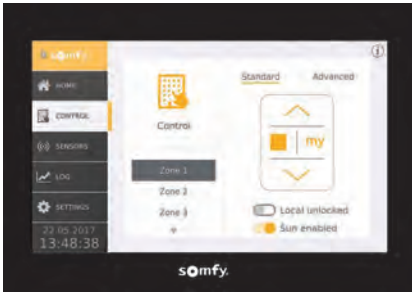 somfy.
HOME
CONTROL
SENSORS
LOG
SETTINGS
22.05.2017
13:48:38
Control
Zone 1
Zone 2
Zone 3
Standard
Advanced
my
Local unlocked
Sun enabled
i
somfy.